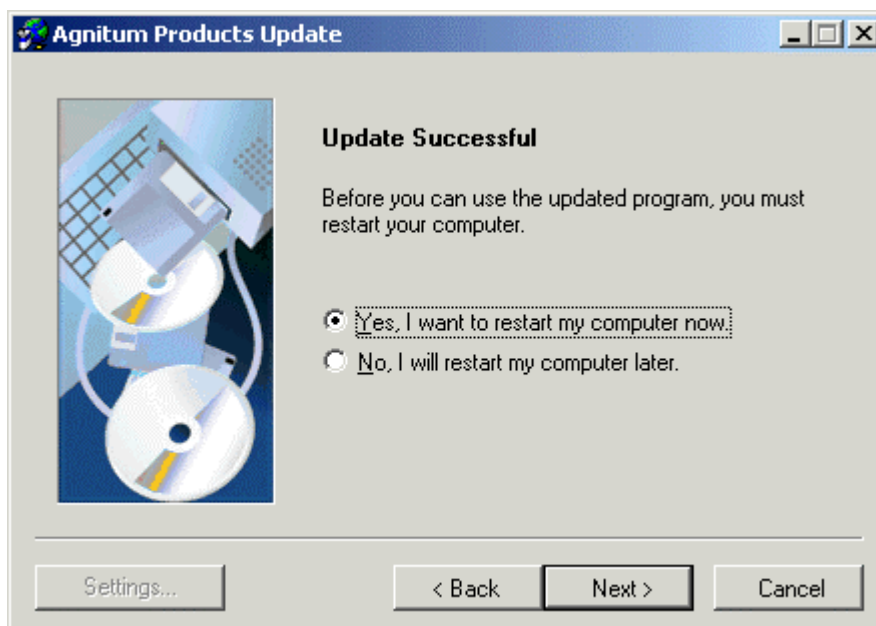 Agnitum Products Update
Update Successful
Before you can use the updated program, you must
restart your computer.
Yes, I want to restart my computer now.
No, I will restart my computer later.
Settings...
< Back
Next >
Cancel